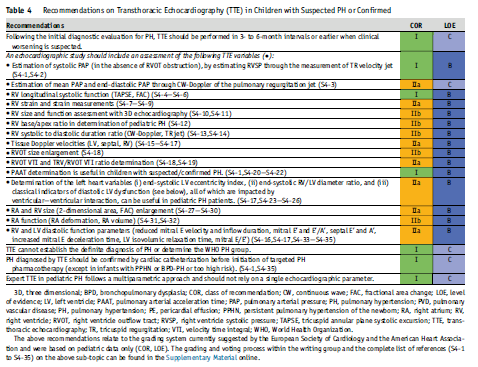 Table 4 Recommendations on Transthoracic Echocardiography (TTE) in Children with Suspected PH or Confirmed
Recommendations COR LOE
Following the initial diagnostic evaluation for PH, TTE should be performed in 3- to 6-month intervals or earlier when clinical I C
worsening is suspected.
An echocardiographic study should include an assessment of the following TTE variables (•):
• Estimation of systolic PAP (in the absence of RVOT obstruction), by estimating RVSP through the measurement of TR velocity jet I B
(S4-1,S4-2)
• Estimation of mean PAP and end-diastolic PAP through CW-Doppler of the pulmonary regurgitation jet (S4-3) IIa C
• RV longitudinal systolic function (TAPSE, FAC) (S4-4—S4-6) I B
• RV strain and strain measurements (S4-7—S4-9) IIa B
• RV size and function assessment with 3D echocardiography (S4-10,S4-11) IIb B
• RV base/apex ratio in determination of pediatric PH (S4-12) IIb B
• RV systolic to diastolic duration ratio (CW-Doppler, TR jet) (S4-13,S4-14) IIb B
• Tissue Doppler velocities (LV, septal, RV) (S4-15—S4-17) IIa B
• RVOT size enlargement (S4-18) IIb B
• RVOT VTI and TRV/RVOT VTI ratio determination (S4-18,S4-19) IIa B
• PAAT determination is useful in children with suspected/confirmed PH. (S4-1,S4-20—S4-22) I B
• Determination of the left heart variables (i) end-systolic LV eccentricity index, (ii) end-systolic RV/LV diameter ratio, and (iii) IIa B
classical indicators of diastolic LV dysfunction (see below), all of which are impacted by
ventricular—ventricular interaction, can be useful in pediatric PH patients. (S4-17,S4-23—S4-26)
• RA and RV size (2-dimensional area, FAC) enlargement (S4-27—S4-30) IIa B
• RA function (RA deformation, RA volume) (S4-31,S4-32) IIb B
• RV and LV diastolic function parameters (reduced mitral E velocity and inflow duration, mitral E' and E'/A', septal E' and A', IIa B
increased mitral E deceleration time, LV isovolumic relaxation time, mitral E/E') (S4-16,S4-17,S4-33—S4-35)
TTE cannot establish the definite diagnosis of PH or determine the WHO PH group. I C
PH diagnosed by TTE should be confirmed by cardiac catheterization before initiation of targeted PH I C
pharmacotherapy (except in infants with PPHN or BPD-PH or too high risk). (S4-1,S4-35)
Expert TTE in pediatric PH follows a multiparametric approach and should not rely on a single echocardiographic parameter. I C
3D, three dimensional; BPD, bronchopulmonary dysplasia; COR, class of recommendation; CW, continuous wave; FAC, fractional area change; LOE, level
of evidence; LV, left ventricle; PAAT, pulmonary arterial acceleration time; PAP, pulmonary arterial pressure; PH, pulmonary hypertension; PVD, pulmonary
vascular disease; PH, pulmonary hypertension; PE, pericardial effusion; PPHN, persistent pulmonary hypertension of the newborn; RA, right atrium; RV,
right ventricle; RVOT, right ventricle outflow tract; RVSP, right ventricle systolic pressure; TAPSE, tricuspid annular plane systolic excursion; TTE, trans-
thoracic echocardiography; TR, tricuspid regurgitation; VTI, velocity time integral; WHO, World Health Organization.
The above recommendations relate to the grading system currently suggested by the European Society of Cardiology and the American Heart Associa-
tion and were based on pediatric data only (COR, LOE). The grading and voting process within the writing group and the complete list of references (S4-1
to S4-35) on the above sub-topic can be found in the Supplementary Material online.